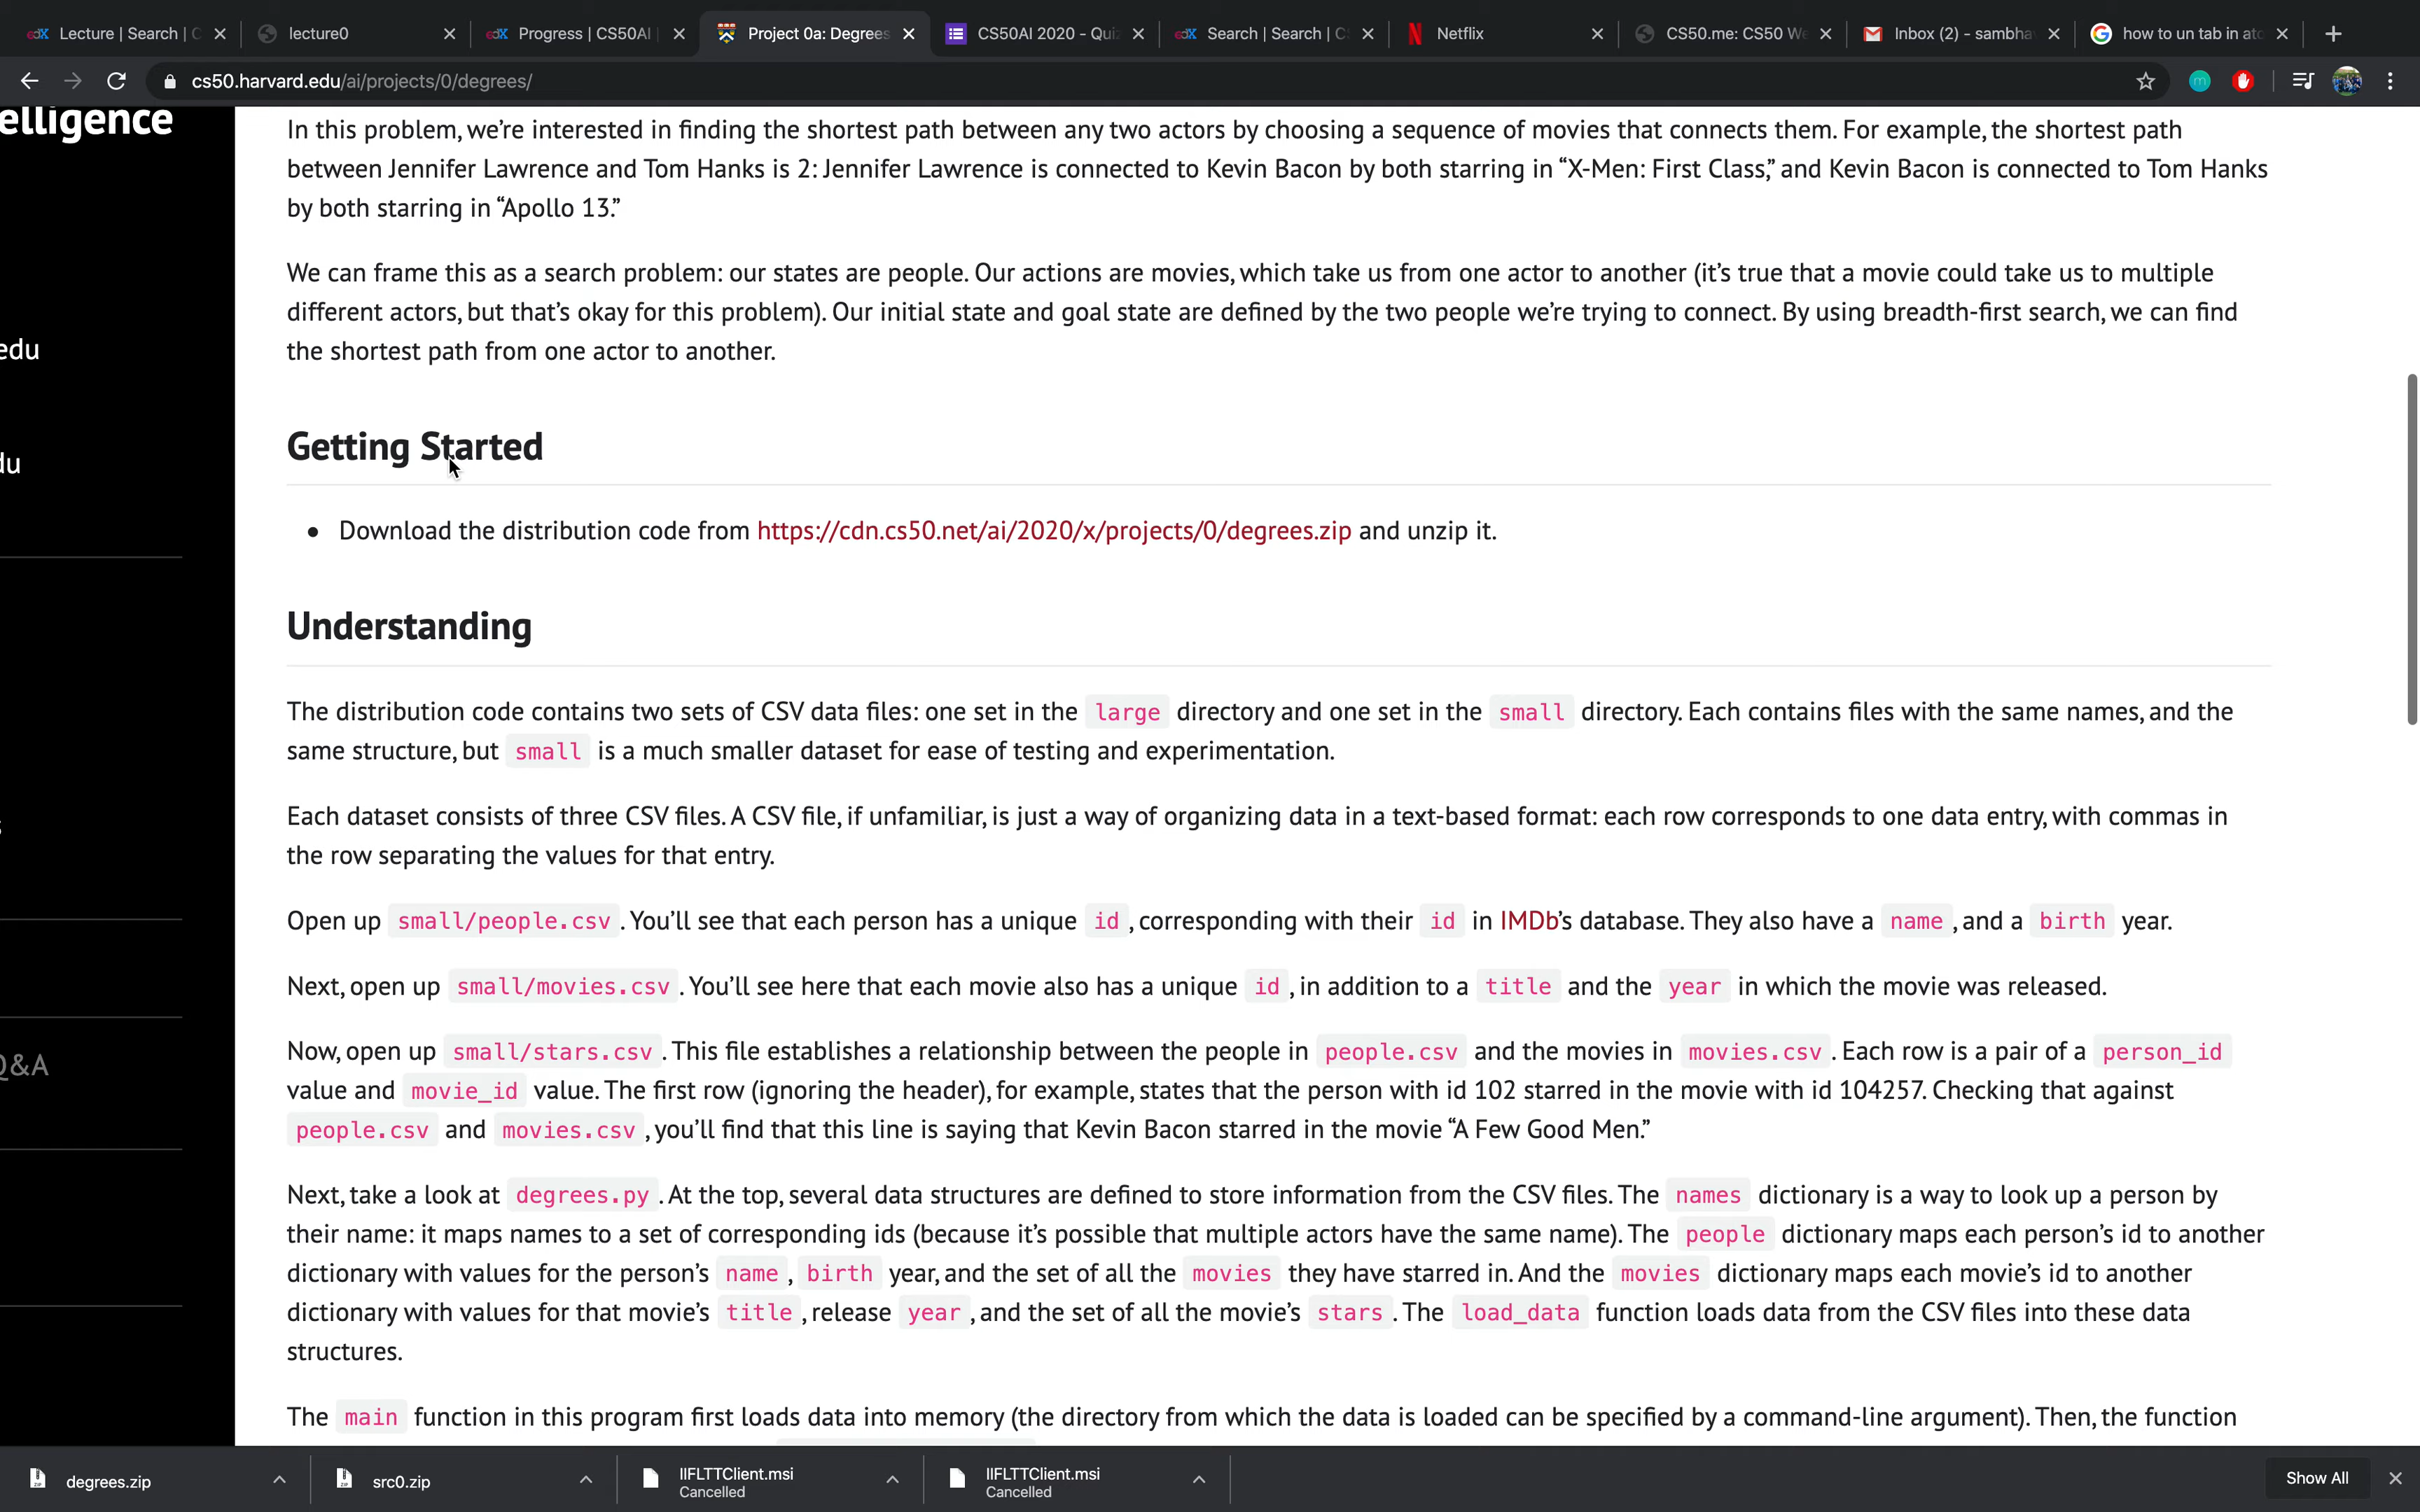 Lecture | Search | C
lecture0
Progress | CS50AI
Project 0a: Degrees
CS50AI 2020 - Quiz
Search | Search | CS
Netflix
CS50.me: CS50 We
Inbox (2) - sambhav
how to un tab in ato
cs50.harvard.edu/ai/projects/0/degrees/
elligence
edu
du
Q&A
In this problem, we’re interested in finding the shortest path between any two actors by choosing a sequence of movies that connects them. For example, the shortest path
between Jennifer Lawrence and Tom Hanks is 2: Jennifer Lawrence is connected to Kevin Bacon by both starring in “X-Men: First Class,” and Kevin Bacon is connected to Tom Hanks
by both starring in “Apollo 13.”
We can frame this as a search problem: our states are people. Our actions are movies, which take us from one actor to another (it’s true that a movie could take us to multiple
different actors, but that’s okay for this problem). Our initial state and goal state are defined by the two people we’re trying to connect. By using breadth-first search, we can find
the shortest path from one actor to another.
Getting Started
• Download the distribution code from https://cdn.cs50.net/ai/2020/x/projects/0/degrees.zip and unzip it.
Understanding
The distribution code contains two sets of CSV data files: one set in the large directory and one set in the small directory. Each contains files with the same names, and the
same structure, but small is a much smaller dataset for ease of testing and experimentation.
Each dataset consists of three CSV files. A CSV file, if unfamiliar, is just a way of organizing data in a text-based format: each row corresponds to one data entry, with commas in
the row separating the values for that entry.
Open up small/people.csv . You’ll see that each person has a unique id , corresponding with their id in IMDb’s database. They also have a name , and a birth year.
Next, open up small/movies.csv . You’ll see here that each movie also has a unique id , in addition to a title and the year in which the movie was released.
Now, open up small/stars.csv . This file establishes a relationship between the people in people.csv and the movies in movies.csv . Each row is a pair of a person_id
value and movie_id value. The first row (ignoring the header), for example, states that the person with id 102 starred in the movie with id 104257. Checking that against
people.csv and movies.csv , you’ll find that this line is saying that Kevin Bacon starred in the movie “A Few Good Men.”
Next, take a look at degrees.py . At the top, several data structures are defined to store information from the CSV files. The names dictionary is a way to look up a person by
their name: it maps names to a set of corresponding ids (because it’s possible that multiple actors have the same name). The people dictionary maps each person’s id to another
dictionary with values for the person’s name , birth year, and the set of all the movies they have starred in. And the movies dictionary maps each movie’s id to another
dictionary with values for that movie’s title , release year , and the set of all the movie’s stars . The load_data function loads data from the CSV files into these data
structures.
The main function in this program first loads data into memory (the directory from which the data is loaded can be specified by a command-line argument). Then, the function
degrees.zip
src0.zip
IIFLTTClient.msi
Cancelled
IIFLTTClient.msi
Cancelled
Show All